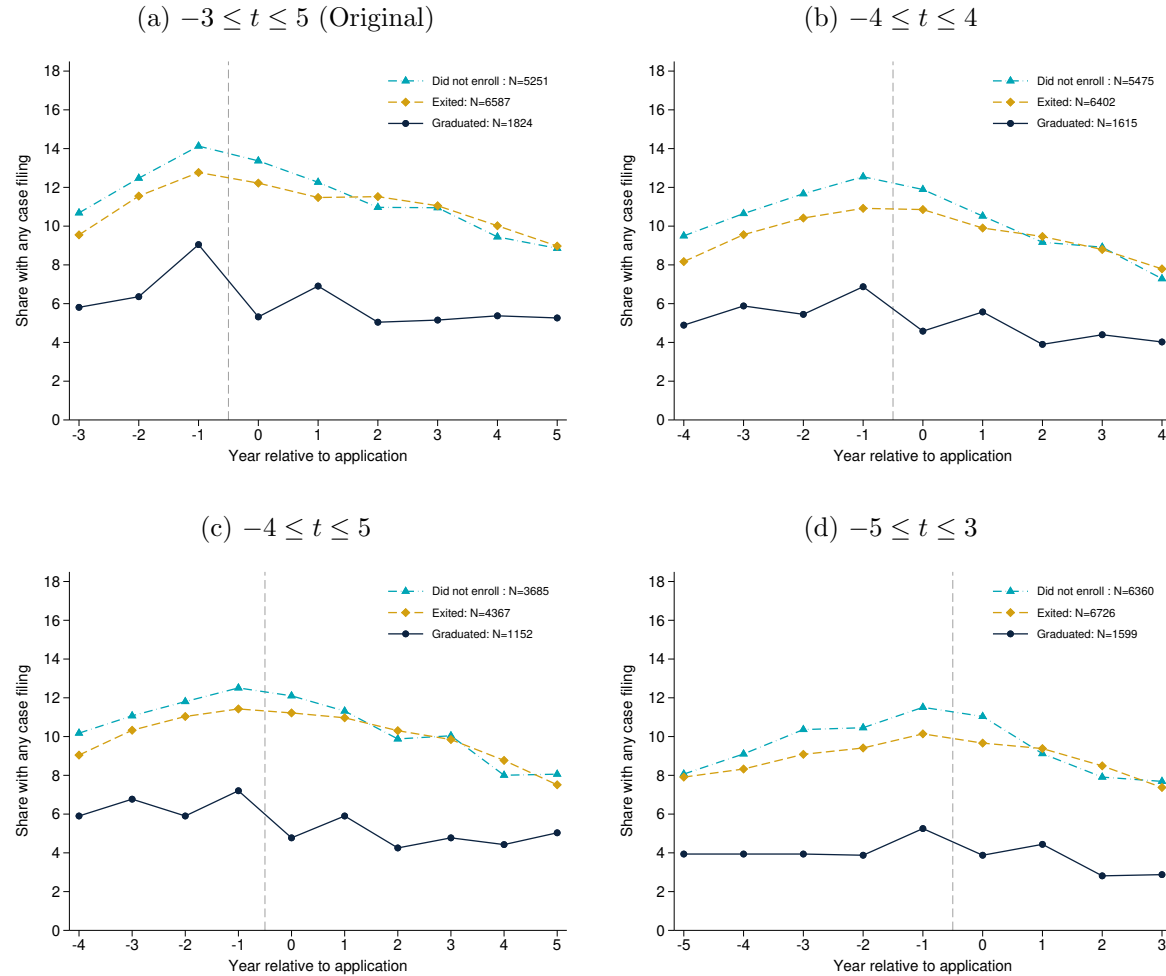 (a) −3 ≤ t ≤ 5 (Original)
Share with any case filing
18
16
14
12
10
8
6
4
2
0
Did not enroll : N=5251
Exited: N=6587
Graduated: N=1824
-3 -2 -1 0 1 2 3 4 5
Year relative to application
(b) −4 ≤ t ≤ 4
Share with any case filing
18
16
14
12
10
8
6
4
2
0
Did not enroll : N=5475
Exited: N=6402
Graduated: N=1615
-4 -3 -2 -1 0 1 2 3 4
Year relative to application
(c) −4 ≤ t ≤ 5
Share with any case filing
18
16
14
12
10
8
6
4
2
0
Did not enroll : N=3685
Exited: N=4367
Graduated: N=1152
-4 -3 -2 -1 0 1 2 3 4 5
Year relative to application
(d) −5 ≤ t ≤ 3
Share with any case filing
18
16
14
12
10
8
6
4
2
0
Did not enroll : N=6360
Exited: N=6726
Graduated: N=1599
-5 -4 -3 -2 -1 0 1 2 3
Year relative to application